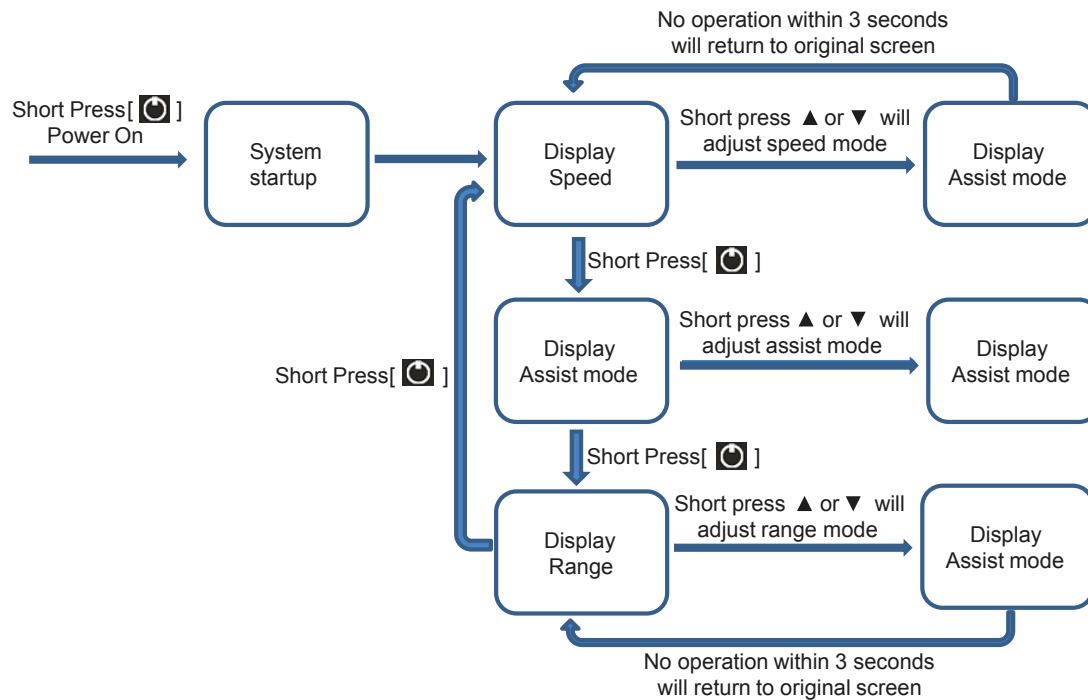 No operation within 3 seconds
will return to original screen
Short Press[ ]
Power On
System
startup
Display
Speed
Short press ▲ or ▼ will
adjust speed mode
Display
Assist mode
Short Press[ ]
Display
Assist mode
Short press ▲ or ▼ will
adjust assist mode
Display
Assist mode
Short Press[ ]
Short Press[ ]
Display
Range
Short press ▲ or ▼ will
adjust range mode
Display
Assist mode
No operation within 3 seconds
will return to original screen